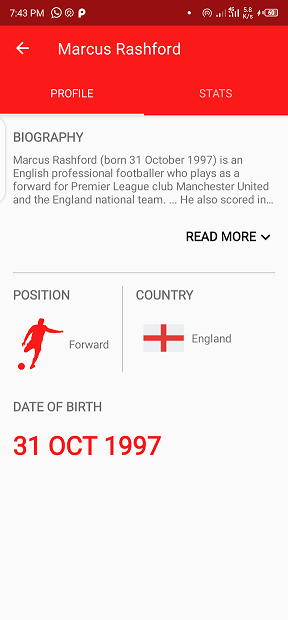 7:43 PM
5.8
K/s
60
Marcus Rashford
PROFILE STATS
BIOGRAPHY
Marcus Rashford (born 31 October 1997) is an
English professional footballer who plays as a
forward for Premier League club Manchester United
and the England national team. ... He also scored in...
READ MORE
POSITION
COUNTRY
Forward
England
DATE OF BIRTH
31 OCT 1997